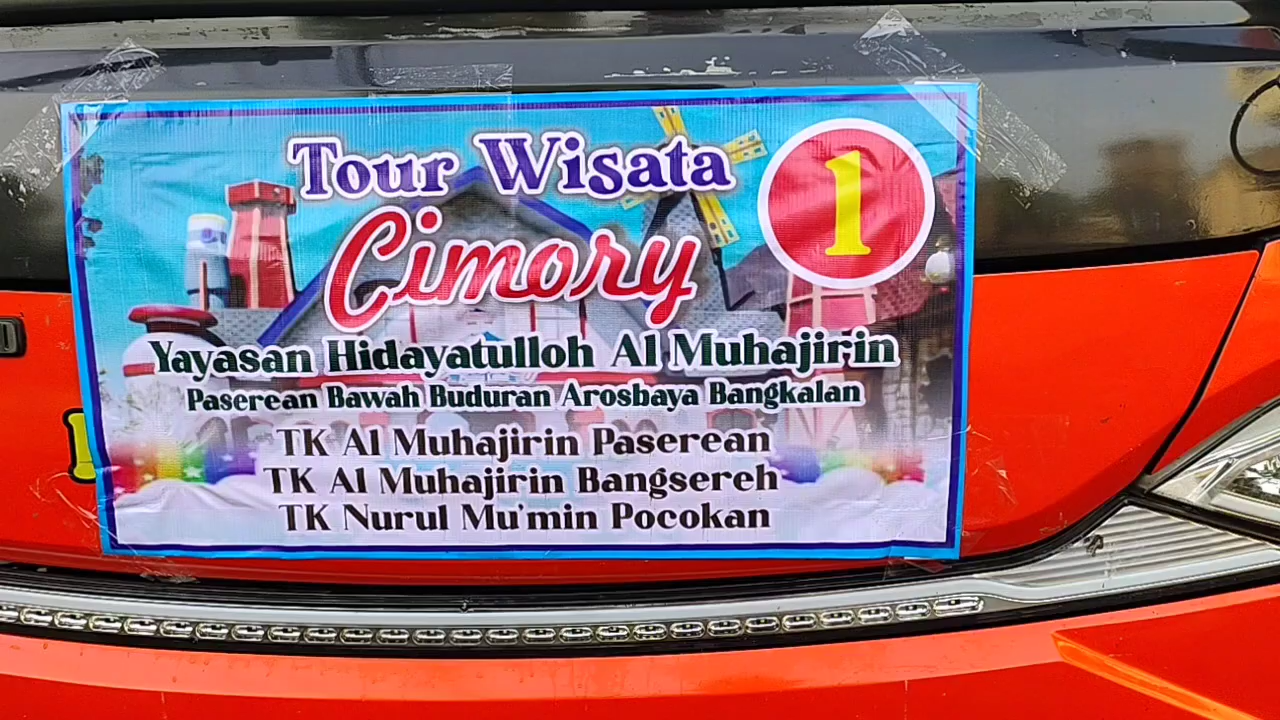 Tour Wisata
1
Cimory
Yayasan Hidayatulloh Al Muhajirin
Paserean Bawah Buduran Arosbaya Bangkalan
TK Al Muhajirin Paserean
TK Al Muhajirin Bangsereh
TK Nurul Mu'min Pocokan